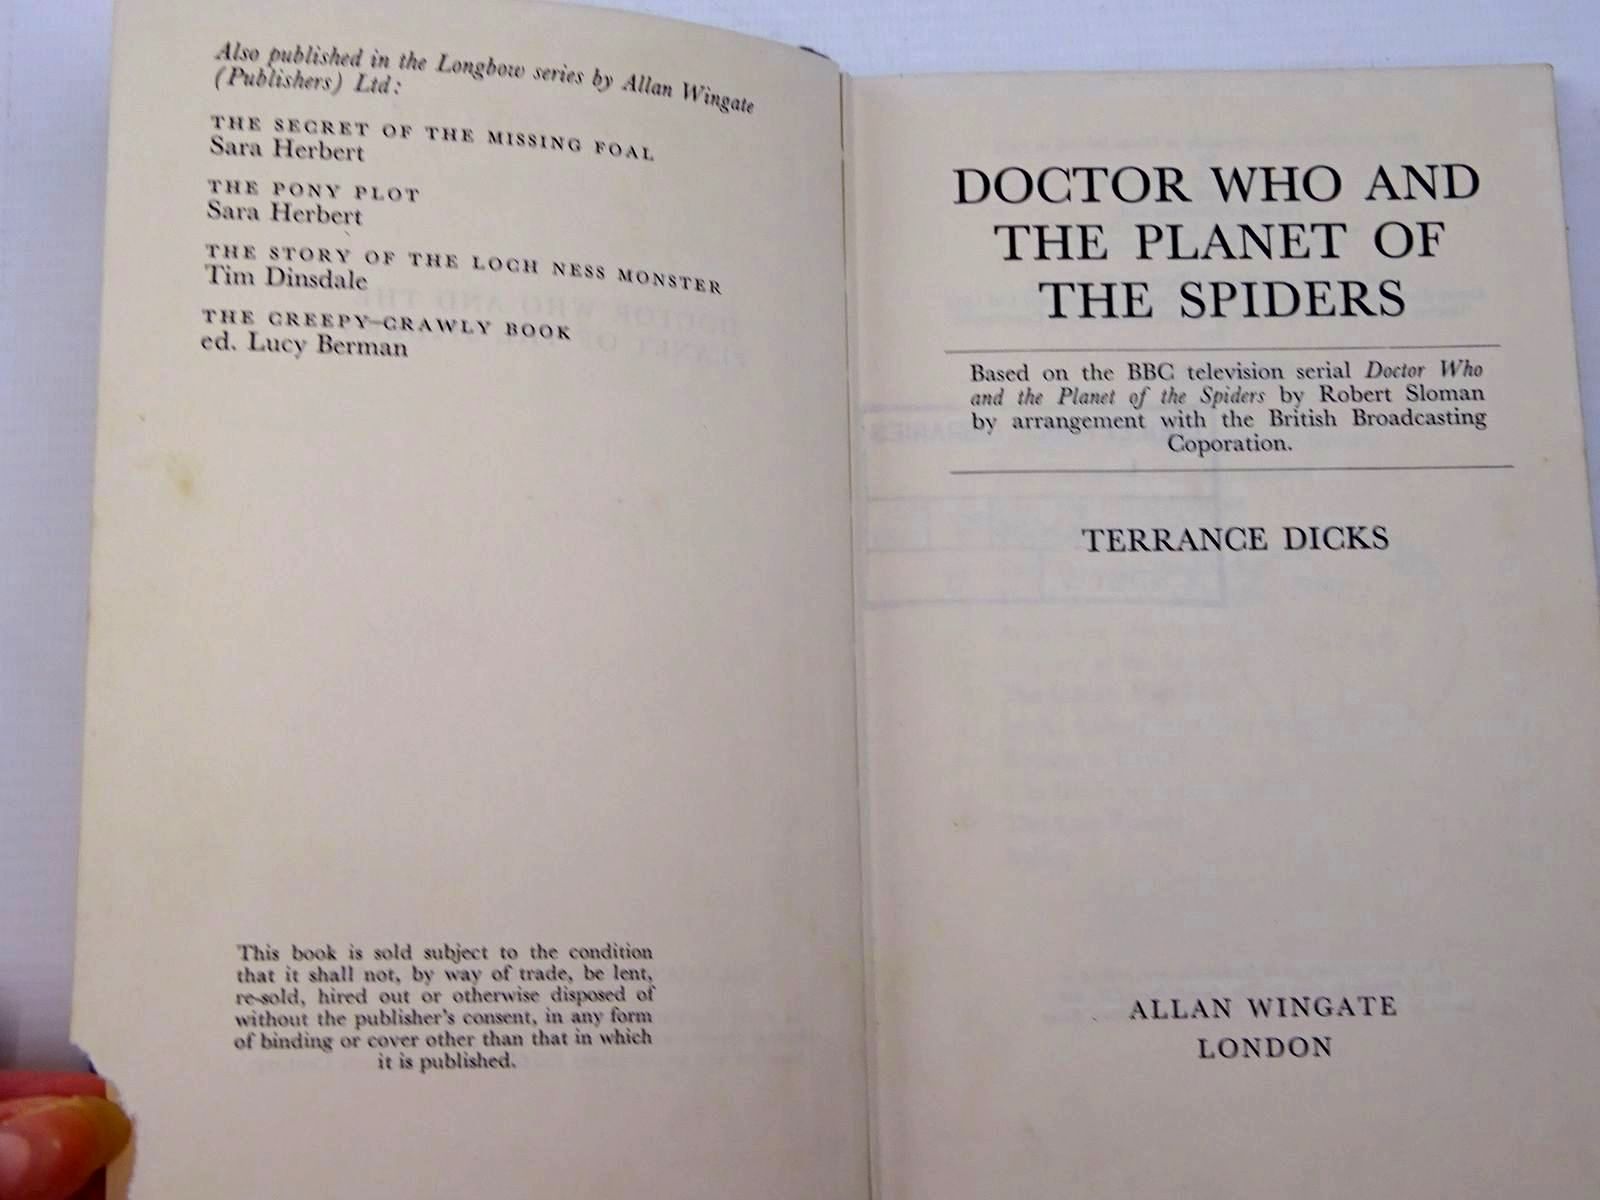 Also published in the Longbow series by Allan Wingate
(Publishers) Ltd:
THE SECRET OF THE MISSING FOAL
Sara Herbert
THE PONY PLOT
Sara Herbert
THE STORY OF THE LOCH NESS MONSTER
Tim Dinsdale
THE CREEPY-CRAWLY BOOK
ed. Lucy Berman
This book is sold subject to the condition
that it shall not, by way of trade, be lent,
re-sold, hired out or otherwise disposed of
without the publisher's consent, in any form
of binding or cover other than that in which
it is published.
DOCTOR WHO AND
THE PLANET OF
THE SPIDERS
Based on the BBC television serial Doctor Who
and the Planet of the Spiders by Robert Sloman
by arrangement with the British Broadcasting
Coporation.
TERRANCE DICKS
ALLAN WINGATE
LONDON